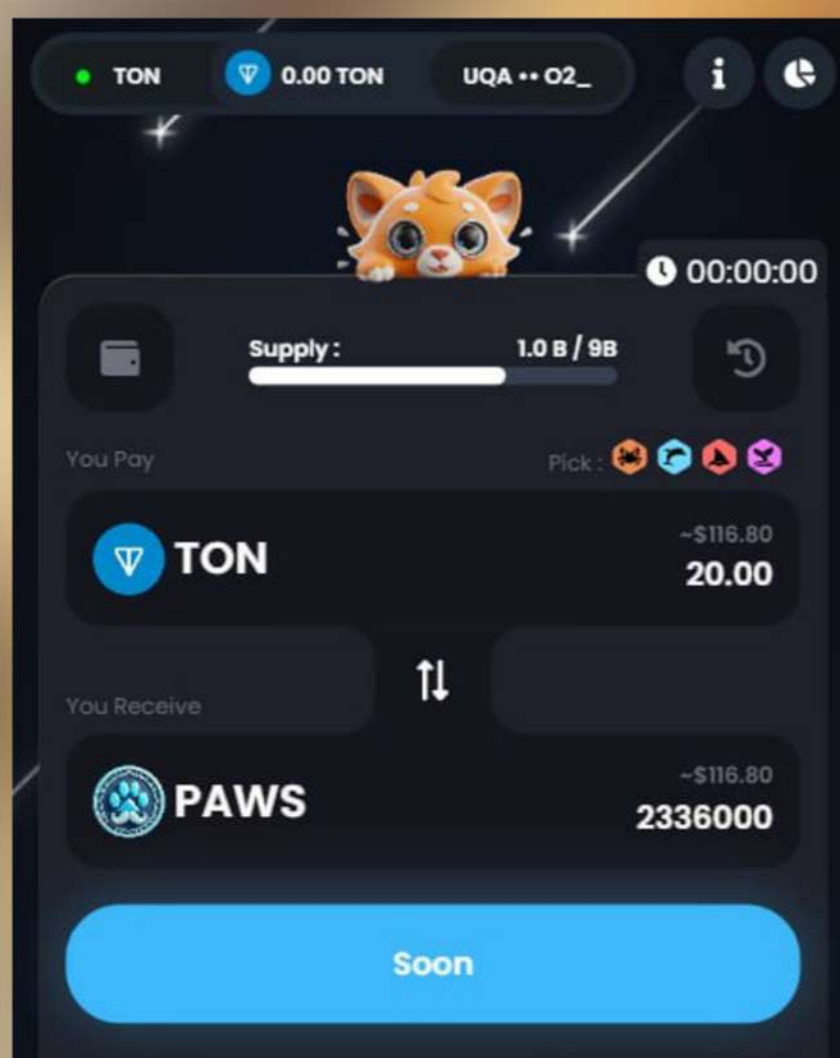 TON 0.00 TON UQA •• O2_
00:00:00
Supply : 1.0 B / 9B
You Pay Pick :
~$116.80
TON 20.00
You Receive
~$116.80
PAWS 2336000
Soon